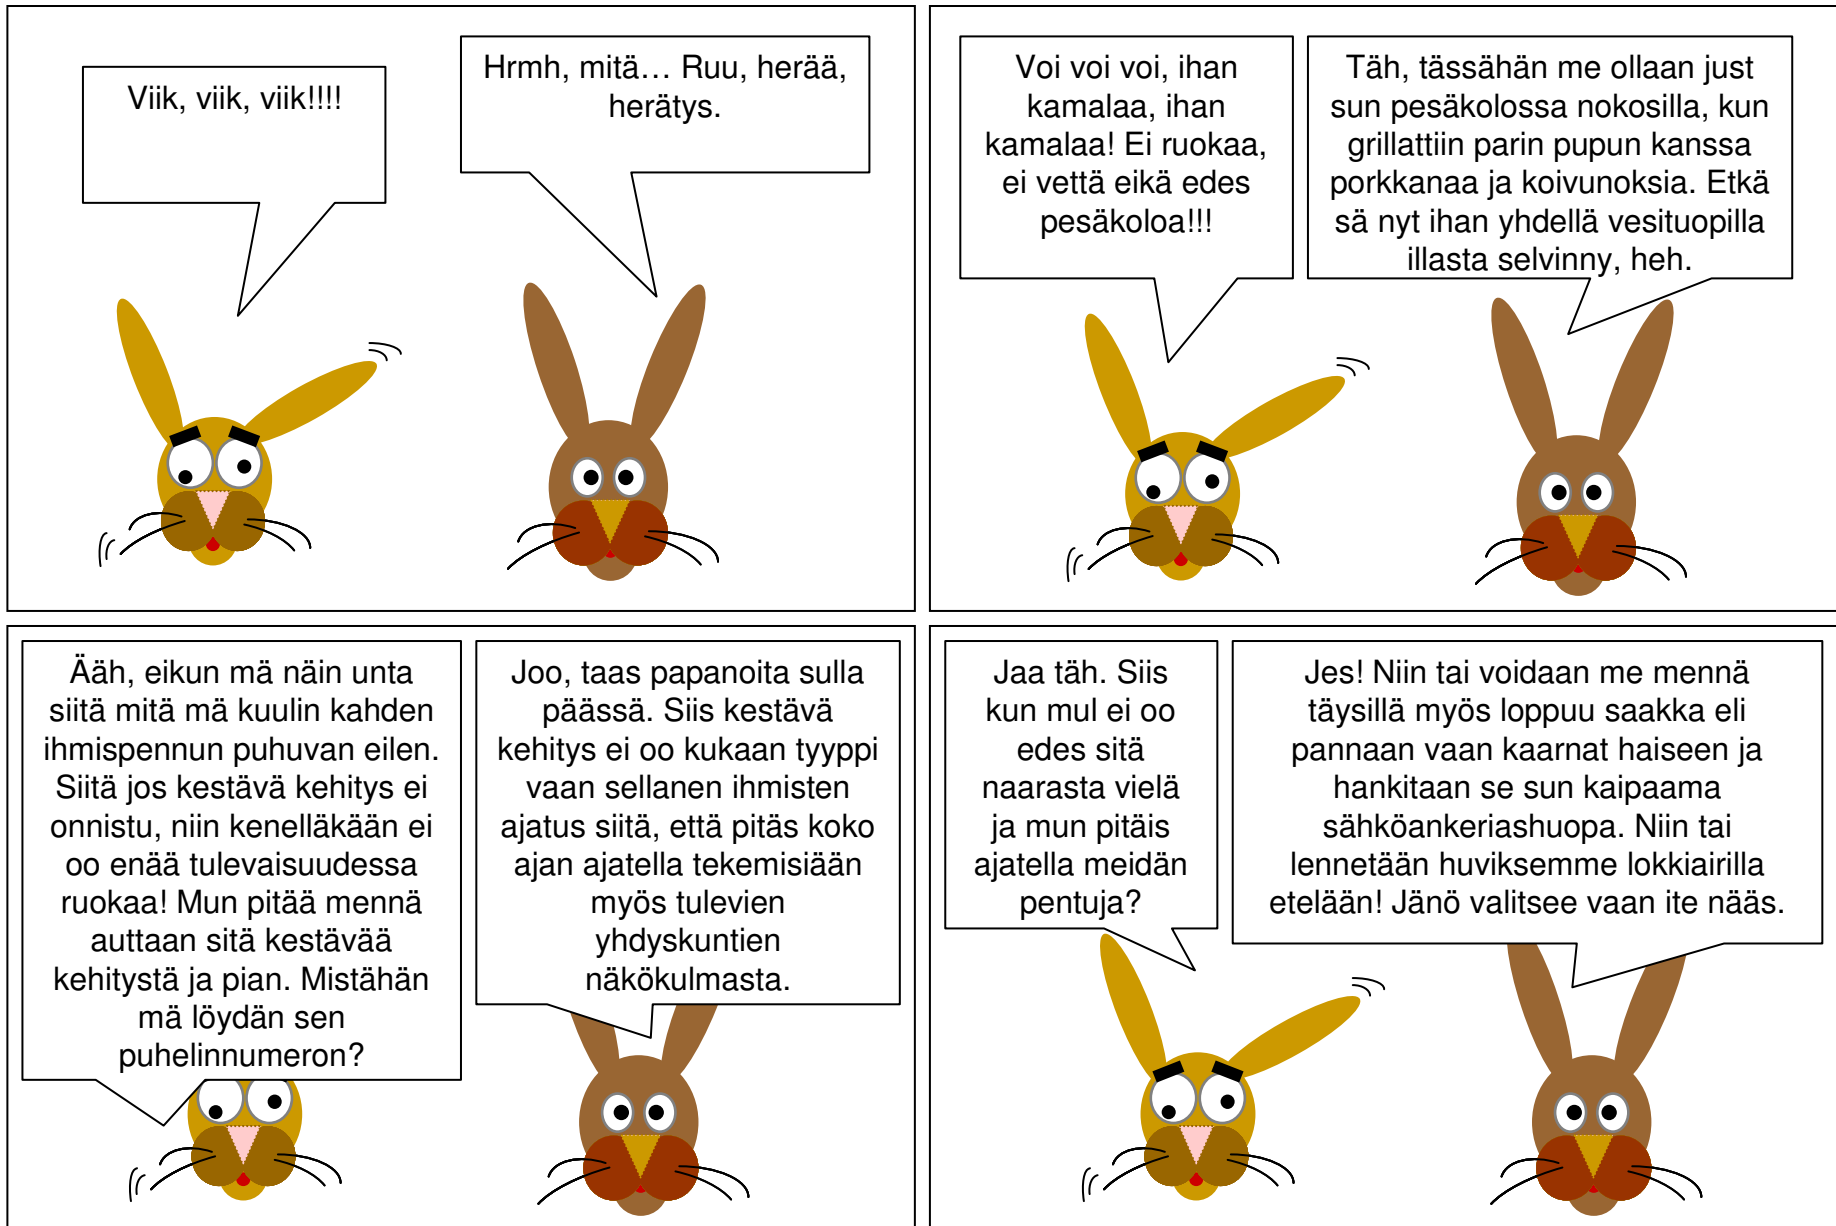 Viik, viik, viik!!!!
Hrmh, mitä… Ruu, herää,
herätys.
Voi voi voi, ihan
kamalaa, ihan
kamalaa! Ei ruokaa,
ei vettä eikä edes
pesäkoloa!!!
Täh, tässähän me ollaan just
sun pesäkolossa nokosilla, kun
grillattiin parin pupun kanssa
porkkanaa ja koivunoksia. Etkä
sä nyt ihan yhdellä vesituopilla
illasta selvinny, heh.
Ääh, eikun mä näin unta
siitä mitä mä kuulin kahden
ihmispennun puhuvan eilen.
Siitä jos kestävä kehitys ei
onnistu, niin kenelläkään ei
oo enää tulevaisuudessa
ruokaa! Mun pitää mennä
auttaan sitä kestävää
kehitystä ja pian. Mistähän
mä löydän sen
puhelinnumeron?
Joo, taas papanoita sulla
päässä. Siis kestävä
kehitys ei oo kukaan tyyppi
vaan sellanen ihmisten
ajatus siitä, että pitäs koko
ajan ajatella tekemisiään
myös tulevien
yhdyskuntien
näkökulmasta.
Jaa täh. Siis
kun mul ei oo
edes sitä
naarasta vielä
ja mun pitäis
ajatella meidän
pentuja?
Jes! Niin tai voidaan me mennä
täysillä myös loppuu saakka eli
pannaan vaan kaarnat haiseen ja
hankitaan se sun kaipaama
sähköankeriashuopa. Niin tai
lennetään huviksemme lokkiairilla
etelään! Jänö valitsee vaan ite nääs.